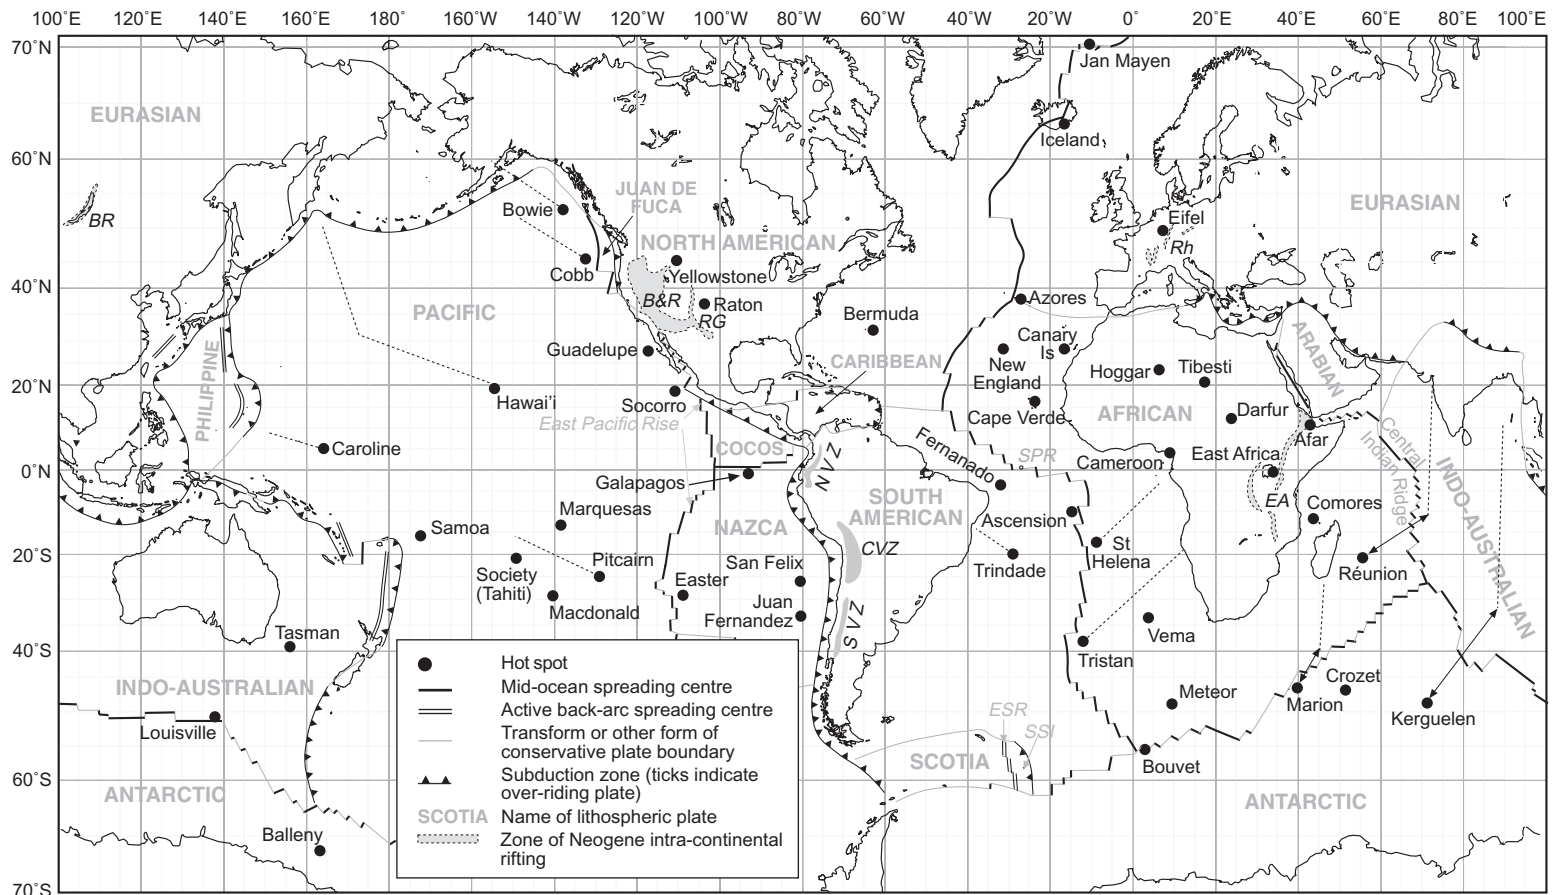 100°E 120°E 140°E 160°E 180° 160°W 140°W 120°W 100°W 80°W 60°W 40°W 20°W 0° 20°E 40°E 60°E 80°E 100°E
70°N
Jan Mayen
EURASIAN
Iceland
60°N
JUAN DE
FUCA
EURASIAN
BR
Bowie
Eifel
Rh
NORTH AMERICAN
Cobb
Yellowstone
40°N
B&R
Raton
RG
Azores
PACIFIC
Bermuda
Canary
Is
Guadelupe
CARIBBEAN
New
England
Hoggar
Tibesti
ARABIAN
PHILIPPINE
20°N
Hawai'i
Socorro
East Pacific Rise
Cape Verde
AFRICAN
Darfur
Afar
Caroline
COCOS
NVZ
Fernanado
SPR
Cameroon
East Africa
Central
Indian Ridge
INDO-AUSTRALIAN
0°N
Galapagos
SOUTH
AMERICAN
EA
Marquesas
NAZCA
Ascension
Comores
Samoa
CVZ
20°S
Pitcairn
San Felix
Trindade
St
Helena
Réunion
Society
(Tahiti)
Easter
Macdonald
Juan
Fernandez
SVZ
Vema
Tasman
Tristan
40°S
INDO-AUSTRALIAN
Louisville
Meteor
Crozet
Marion
Kerguelen
ESR
SSI
Bouvet
SCOTIA
60°S
ANTARCTIC
ANTARCTIC
Balleny
70°S
Hot spot
Mid-ocean spreading centre
Active back-arc spreading centre
Transform or other form of
conservative plate boundary
Subduction zone (ticks indicate
over-riding plate)
SCOTIA Name of lithospheric plate
Zone of Neogene intra-continental
rifting